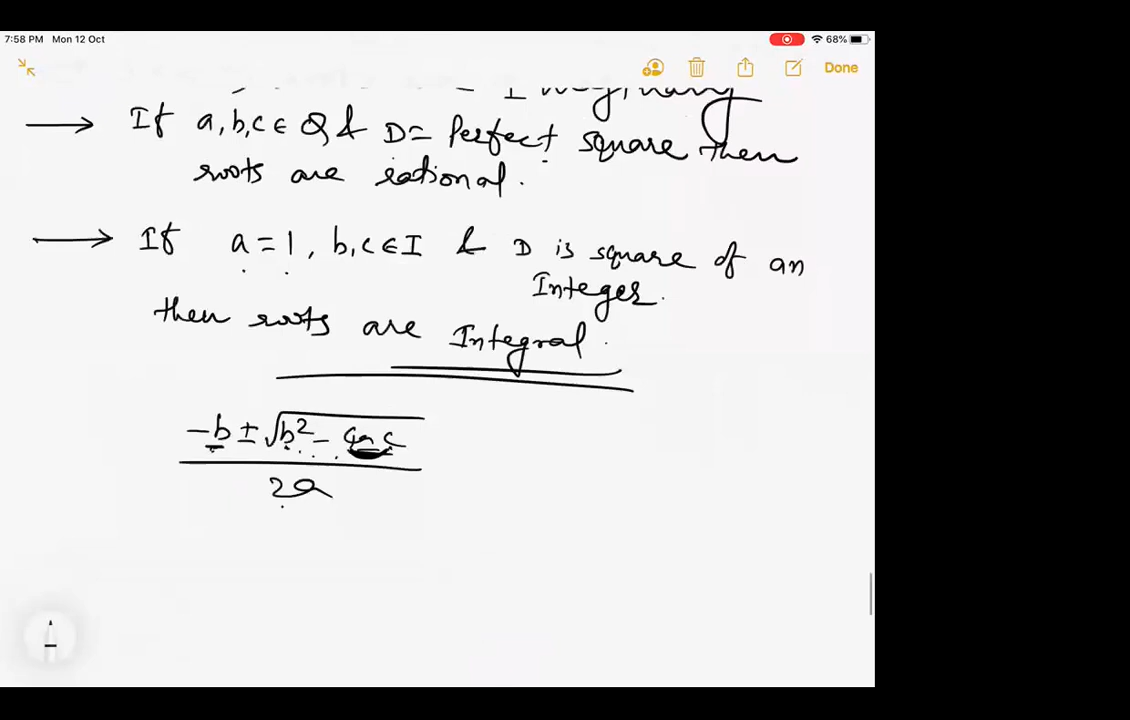 7:58 PM Mon 12 Oct
68%
Done
Imaginary
→ If a,b,c ∈ Q & D = Perfect square then
roots are rational.
→ If a = 1, b,c ∈ I & D is square of an
Integer.
then roots are Integral.
-b ± √b² - 4ac
2a